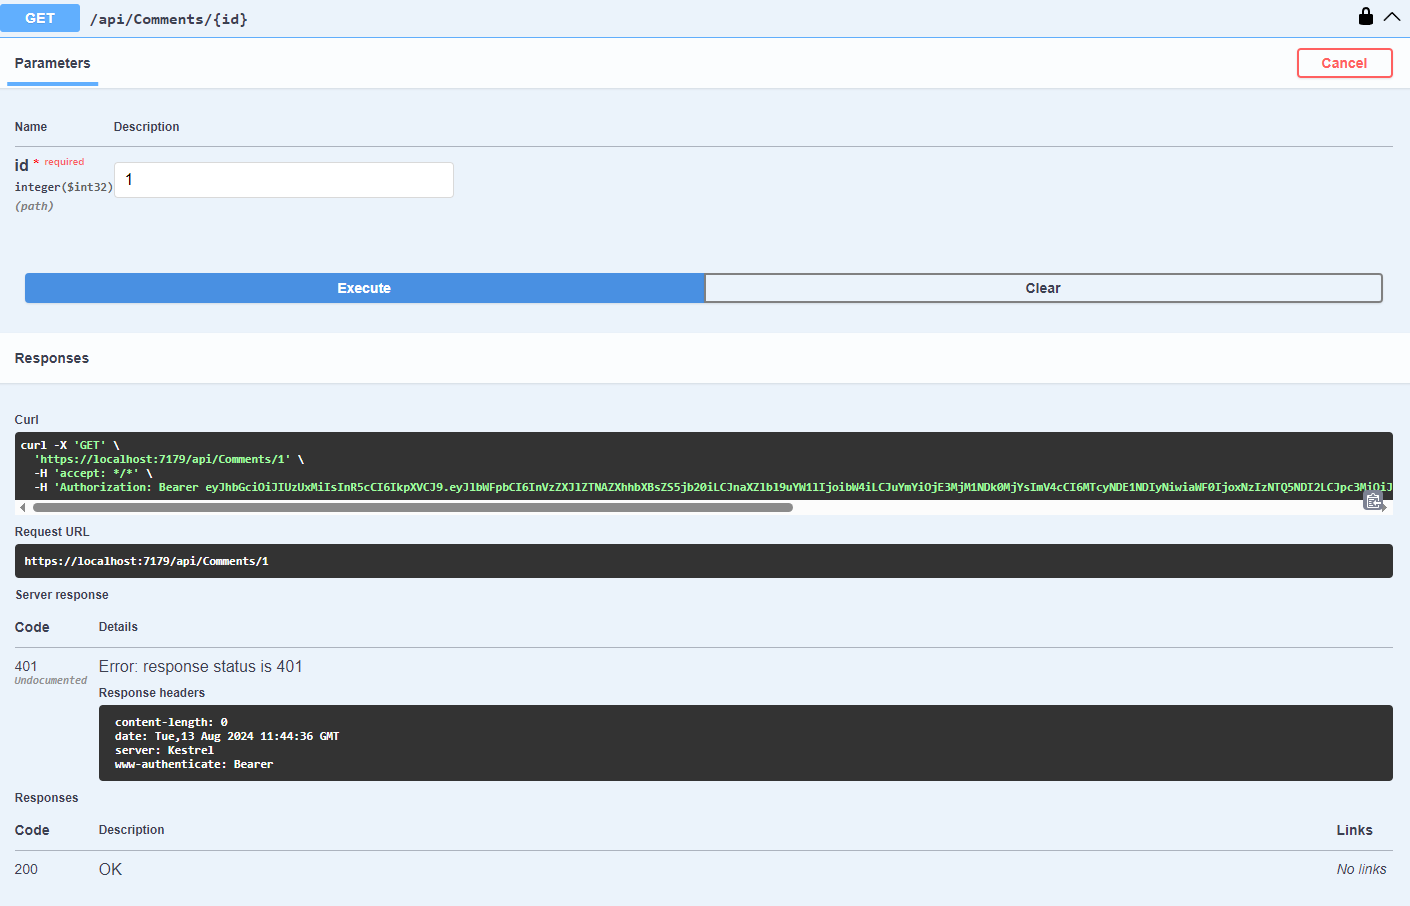 GET /api/Comments/{id}
Parameters
Cancel
Name Description
id * required
integer($int32)
(path)
1
Execute
Clear
Responses
Curl
curl -X 'GET' \
'https://localhost:7179/api/Comments/1' \
-H 'accept: */*' \
-H 'Authorization: Bearer
Request URL
https://localhost:7179/api/Comments/1
Server response
Code Details
401
Undocumented
Error: response status is 401
Response headers
content-length: 0
date: Tue,13 Aug 2024 11:44:36 GMT
server: Kestrel
www-authenticate: Bearer
Responses
Code Description Links
200 OK No links